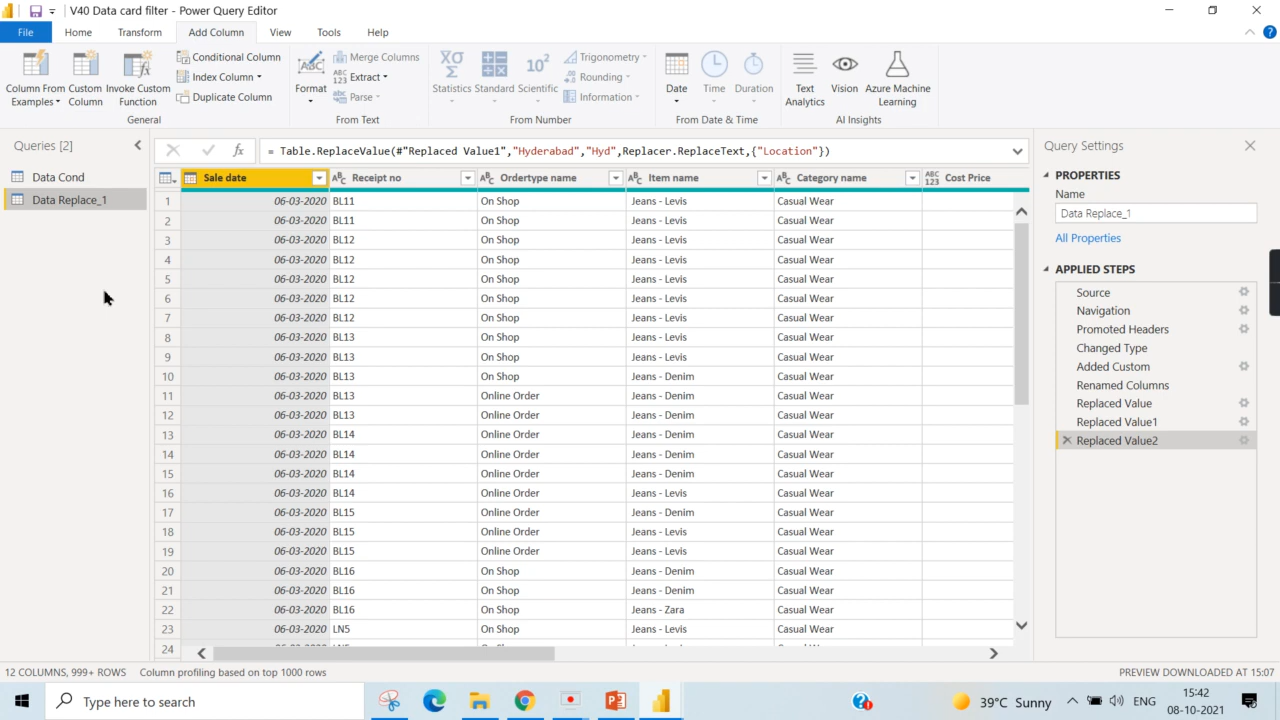 V40 Data card filter - Power Query Editor
File Home Transform Add Column View Tools Help
Column From Examples
Custom Column
Invoke Custom Function
Conditional Column
Index Column
Duplicate Column
General
Format
Merge Columns
Extract
Parse
From Text
Statistics
Standard
Scientific
Trigonometry
Rounding
Information
From Number
Date
Time
Duration
From Date & Time
Text Analytics
Vision
Azure Machine Learning
AI Insights
Queries [2]
Data Cond
Data Replace_1
= Table.ReplaceValue(#"Replaced Value1","Hyderabad","Hyd",Replacer.ReplaceText,{"Location"})
Sale date Receipt no Ordertype name Item name Category name Cost Price
1 06-03-2020 BL11 On Shop Jeans - Levis Casual Wear
2 06-03-2020 BL11 On Shop Jeans - Levis Casual Wear
3 06-03-2020 BL12 On Shop Jeans - Levis Casual Wear
4 06-03-2020 BL12 On Shop Jeans - Levis Casual Wear
5 06-03-2020 BL12 On Shop Jeans - Levis Casual Wear
6 06-03-2020 BL12 On Shop Jeans - Levis Casual Wear
7 06-03-2020 BL12 On Shop Jeans - Levis Casual Wear
8 06-03-2020 BL13 On Shop Jeans - Levis Casual Wear
9 06-03-2020 BL13 On Shop Jeans - Levis Casual Wear
10 06-03-2020 BL13 On Shop Jeans - Denim Casual Wear
11 06-03-2020 BL13 Online Order Jeans - Denim Casual Wear
12 06-03-2020 BL13 Online Order Jeans - Denim Casual Wear
13 06-03-2020 BL14 Online Order Jeans - Denim Casual Wear
14 06-03-2020 BL14 Online Order Jeans - Denim Casual Wear
15 06-03-2020 BL14 Online Order Jeans - Denim Casual Wear
16 06-03-2020 BL14 Online Order Jeans - Levis Casual Wear
17 06-03-2020 BL15 Online Order Jeans - Denim Casual Wear
18 06-03-2020 BL15 Online Order Jeans - Levis Casual Wear
19 06-03-2020 BL15 Online Order Jeans - Levis Casual Wear
20 06-03-2020 BL16 On Shop Jeans - Denim Casual Wear
21 06-03-2020 BL16 On Shop Jeans - Denim Casual Wear
22 06-03-2020 BL16 On Shop Jeans - Zara Casual Wear
23 06-03-2020 LN5 On Shop Jeans - Levis Casual Wear
24
Query Settings
PROPERTIES
Name
Data Replace_1
All Properties
APPLIED STEPS
Source
Navigation
Promoted Headers
Changed Type
Added Custom
Renamed Columns
Replaced Value
Replaced Value1
Replaced Value2
12 COLUMNS, 999+ ROWS Column profiling based on top 1000 rows PREVIEW DOWNLOADED AT 15:07
Type here to search
39°C Sunny
ENG
15:42
08-10-2021